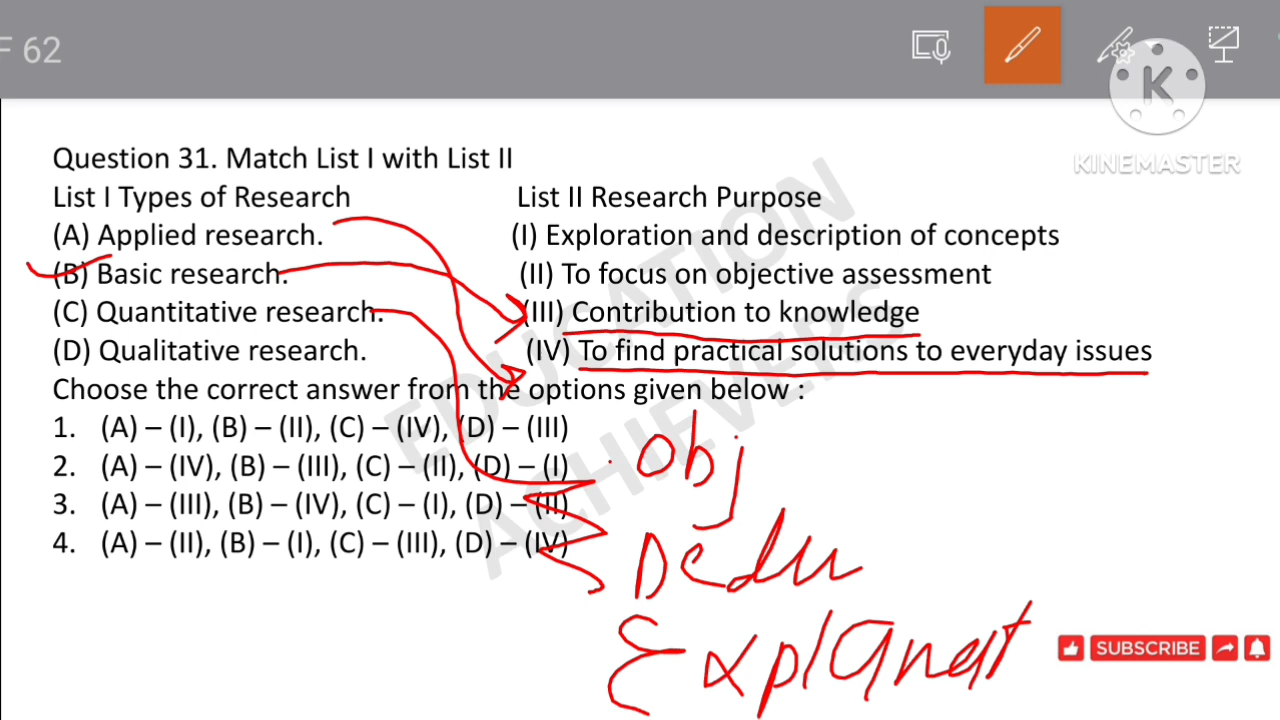 F 62
KINEMASTER
Question 31. Match List I with List II
List I Types of Research List II Research Purpose
(A) Applied research. (I) Exploration and description of concepts
(B) Basic research. (II) To focus on objective assessment
(C) Quantitative research. (III) Contribution to knowledge
(D) Qualitative research. (IV) To find practical solutions to everyday issues
Choose the correct answer from the options given below :
1. (A) – (I), (B) – (II), (C) – (IV), (D) – (III)
2. (A) – (IV), (B) – (III), (C) – (II), (D) – (I)
3. (A) – (III), (B) – (IV), (C) – (I), (D) – (II)
4. (A) – (II), (B) – (I), (C) – (III), (D) – (IV)
EDUCATION
ACHIEVERS
Obj
Dedu
Explanat
SUBSCRIBE